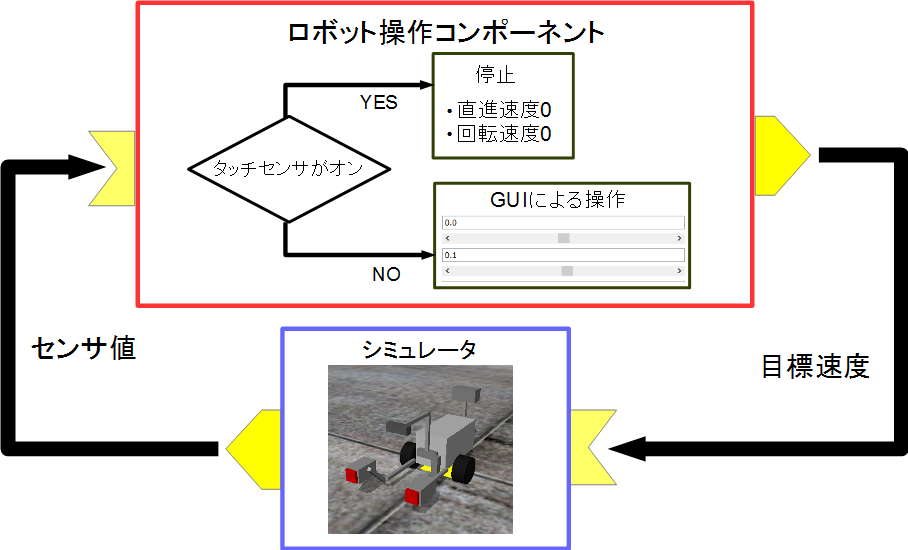 ロボット操作コンポーネント
YES
停止
・直進速度0
・回転速度0
タッチセンサがオン
GUIによる操作
0.0
0.1
NO
センサ値
シミュレータ
目標速度